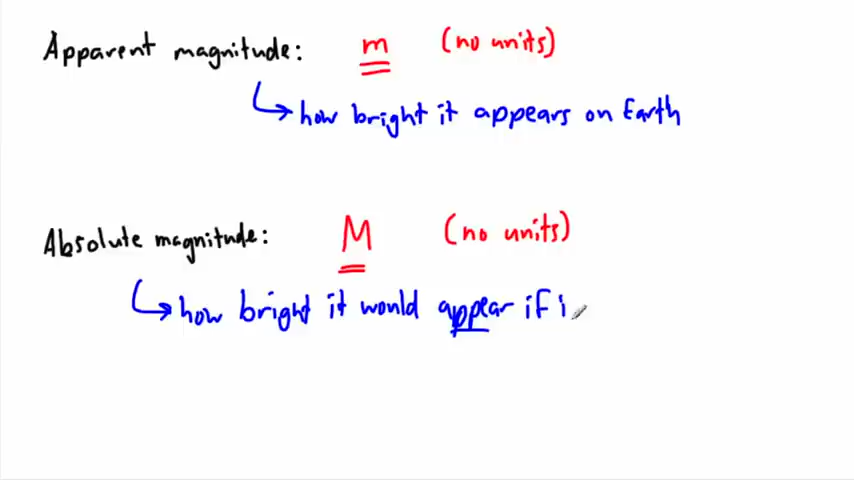 Apparent magnitude: m (no units)
how bright it appears on Earth
Absolute magnitude: M (no units)
how bright it would appear if i